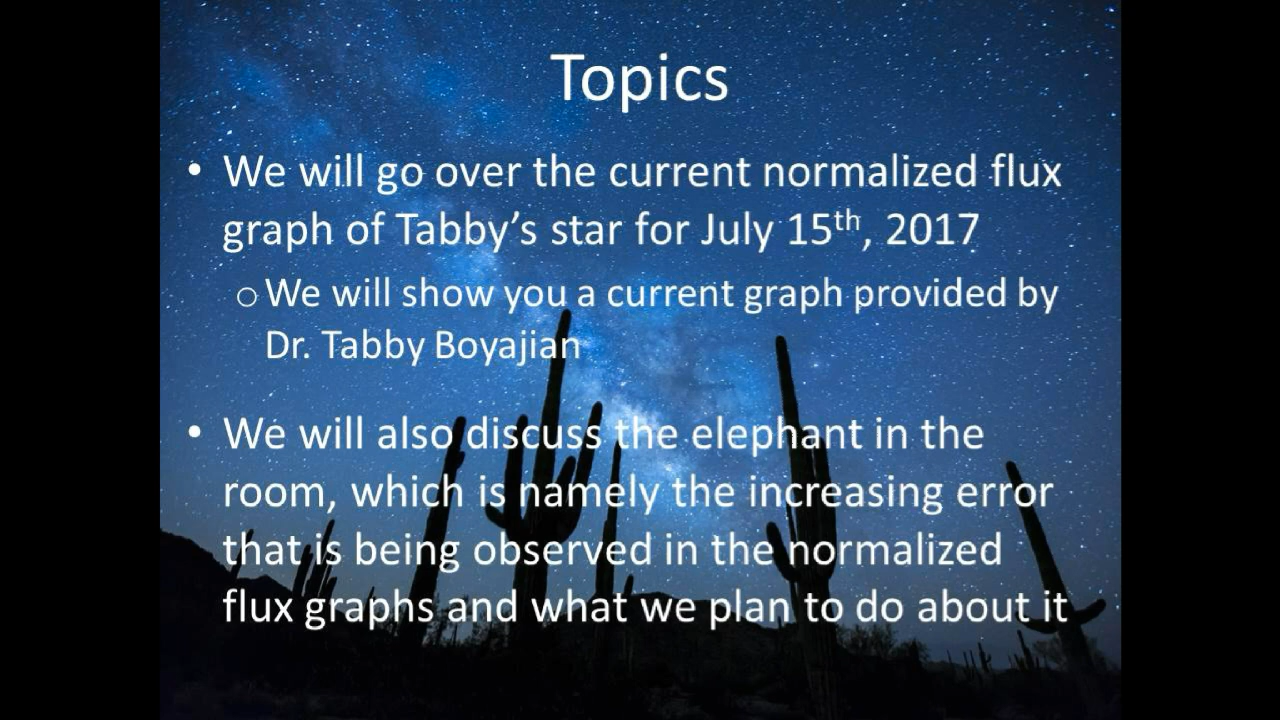 Topics
• We will go over the current normalized flux
graph of Tabby’s star for July 15th, 2017
o We will show you a current graph provided by
Dr. Tabby Boyajian
• We will also discuss the elephant in the
room, which is namely the increasing error
that is being observed in the normalized
flux graphs and what we plan to do about it